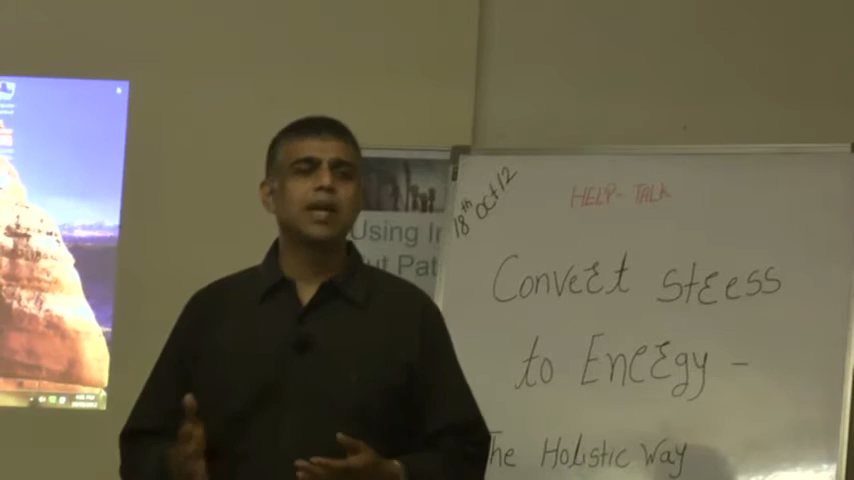 18th Oct 12
HELP-TALK
Convert Stress
to Energy -
The Holistic Way
Using